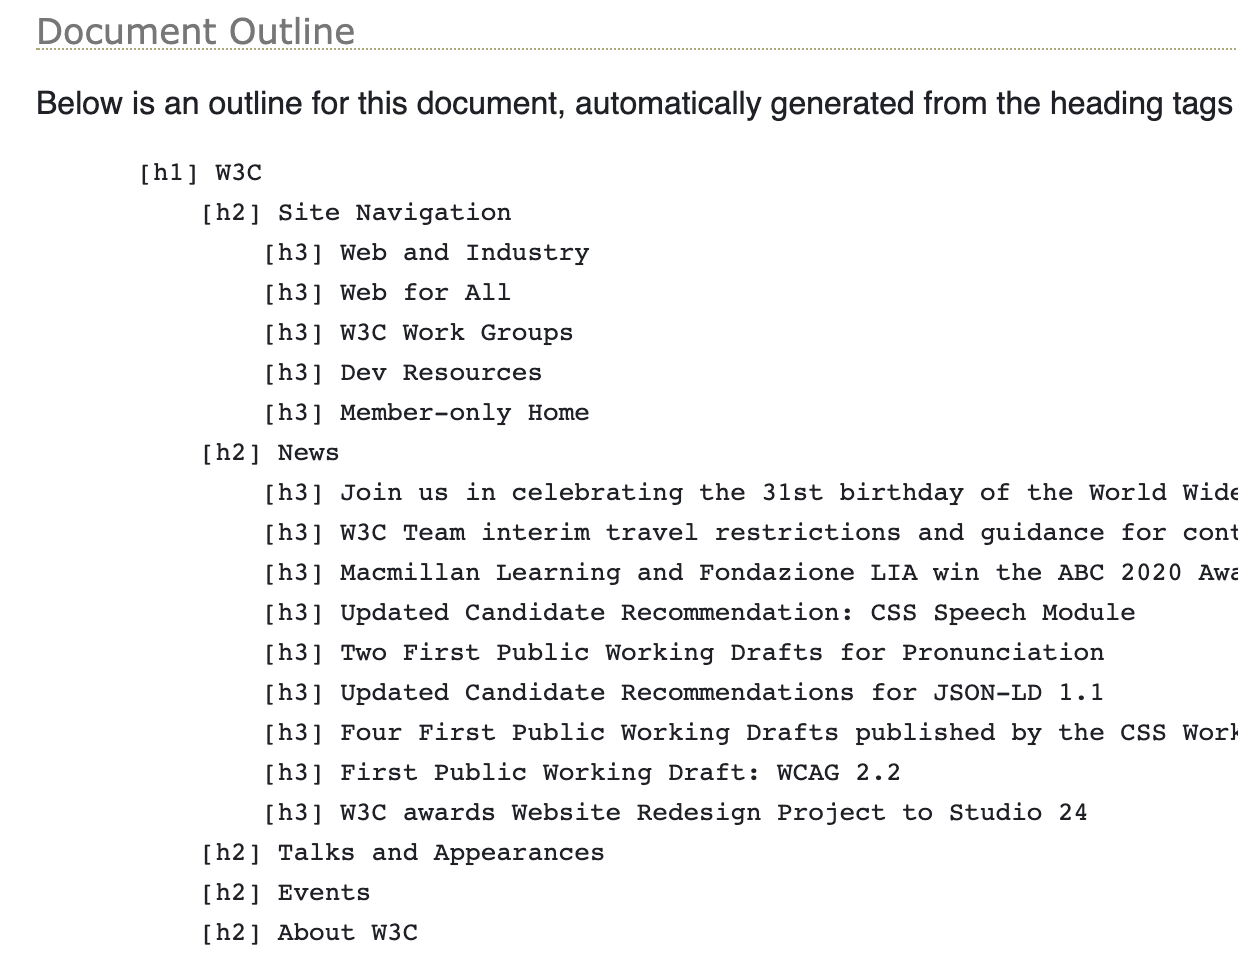 Document Outline
Below is an outline for this document, automatically generated from the heading tags
[h1] W3C
[h2] Site Navigation
[h3] Web and Industry
[h3] Web for All
[h3] W3C Work Groups
[h3] Dev Resources
[h3] Member-only Home
[h2] News
[h3] Join us in celebrating the 31st birthday of the World Wide
[h3] W3C Team interim travel restrictions and guidance for
[h3] Macmillan Learning and Fondazione LIA win the ABC 2020
[h3] Updated Candidate Recommendation: CSS Speech Module
[h3] Two First Public Working Drafts for Pronunciation
[h3] Updated Candidate Recommendations for JSON-LD 1.1
[h3] Four First Public Working Drafts published by the CSS
[h3] First Public Working Draft: WCAG 2.2
[h3] W3C awards Website Redesign Project to Studio 24
[h2] Talks and Appearances
[h2] Events
[h2] About W3C